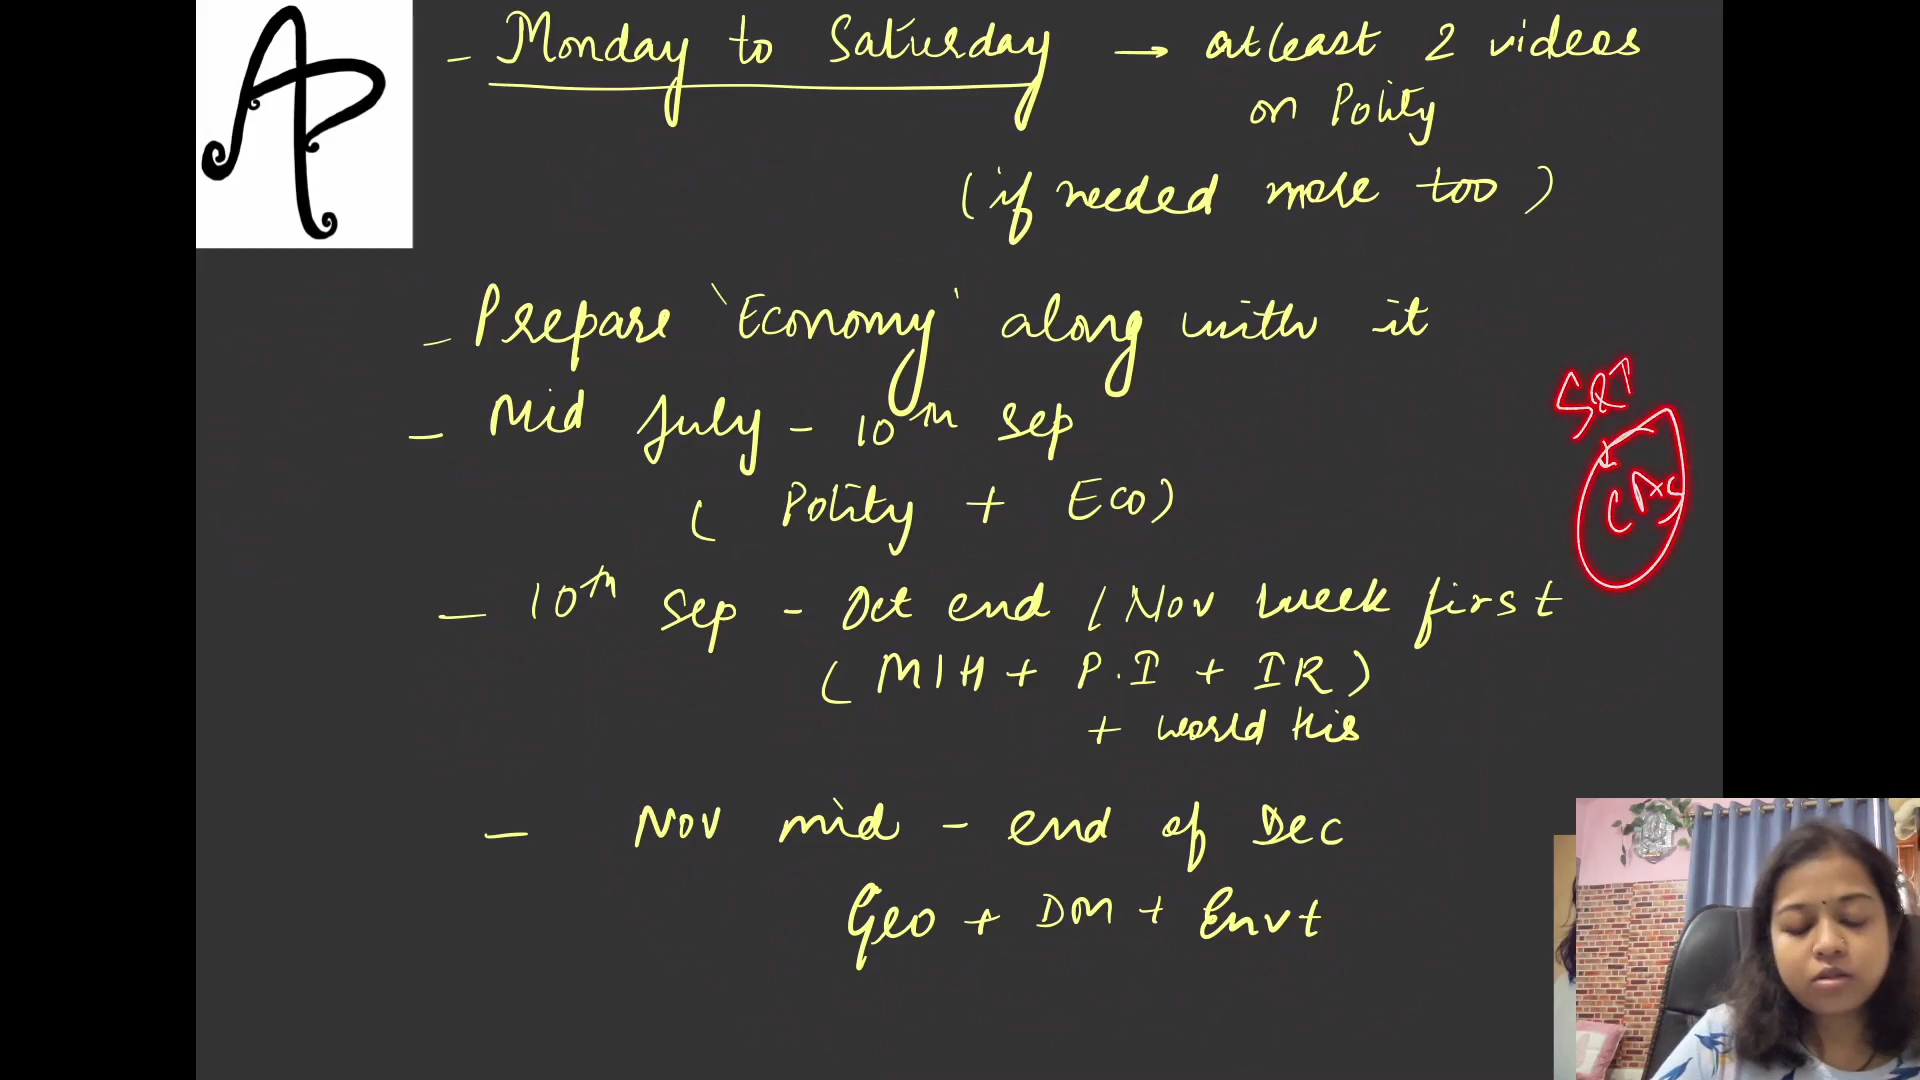 AP
- Monday to Saturday → atleast 2 videos
on Polity
(if needed more too)
- Prepare 'Economy' along with it
- Mid July - 10th Sep
( Polity + Eco)
- 10th Sep - Oct end / Nov week first
( MIH + P.I + IR )
+ World His
- Nov mid - end of Dec
Geo + DM + Envt